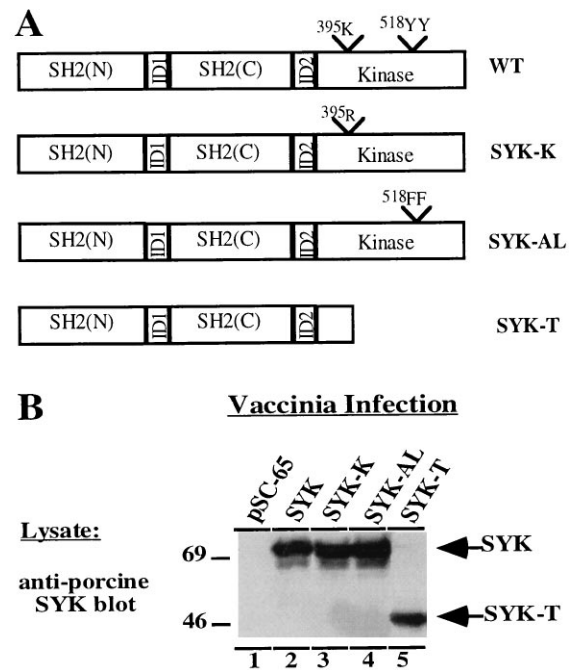 A
395K 518YY
SH2(N) ID1 SH2(C) ID2 Kinase WT
395R
SH2(N) ID1 SH2(C) ID2 Kinase SYK-K
518FF
SH2(N) ID1 SH2(C) ID2 Kinase SYK-AL
SH2(N) ID1 SH2(C) ID2 SYK-T
B
Vaccinia Infection
pSC-65 SYK SYK-K SYK-AL SYK-T
Lysate:
anti-porcine
SYK blot
69
46
SYK
SYK-T
1 2 3 4 5